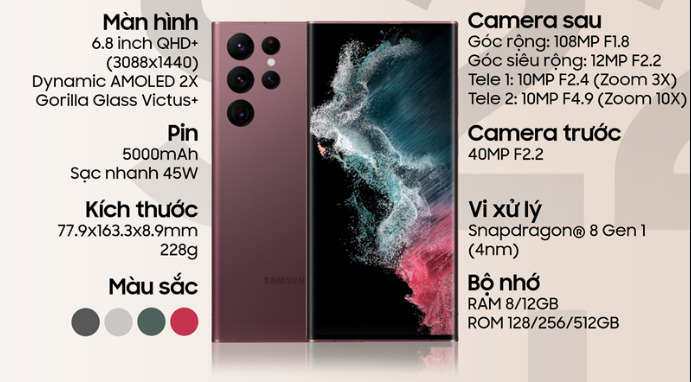 Màn hình
6.8 inch QHD+
(3088x1440)
Dynamic AMOLED 2X
Gorilla Glass Victus+
Pin
5000mAh
Sạc nhanh 45W
Kích thước
77.9x163.3x8.9mm
228g
Màu sắc
SAMSUNG
Camera sau
Góc rộng: 108MP F1.8
Góc siêu rộng: 12MP F2.2
Tele 1: 10MP F2.4 (Zoom 3X)
Tele 2: 10MP F4.9 (Zoom 10X)
Camera trước
40MP F2.2
Vi xử lý
Snapdragon® 8 Gen 1
(4nm)
Bộ nhớ
RAM 8/12GB
ROM 128/256/512GB